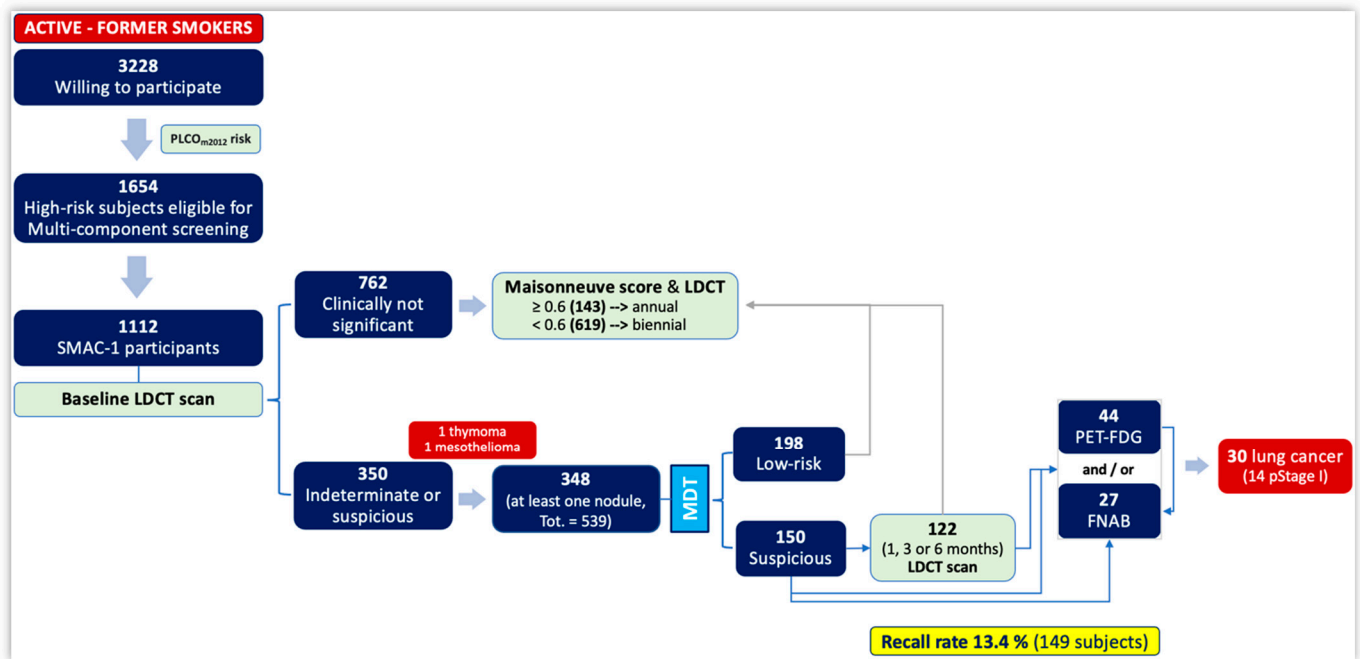 ACTIVE - FORMER SMOKERS
3228
Willing to participate
PLCOm2012 risk
1654
High-risk subjects eligible for
Multi-component screening
1112
SMAC-1 participants
Baseline LDCT scan
762
Clinically not
significant
Maisonneuve score & LDCT
≥ 0.6 (143) --> annual
< 0.6 (619) --> biennial
350
Indeterminate or
suspicious
1 thymoma
1 mesothelioma
348
(at least one nodule,
Tot. = 539)
MDT
198
Low-risk
150
Suspicious
122
(1, 3 or 6 months)
LDCT scan
44
PET-FDG
and / or
27
FNAB
30 lung cancer
(14 pStage I)
Recall rate 13.4 % (149 subjects)